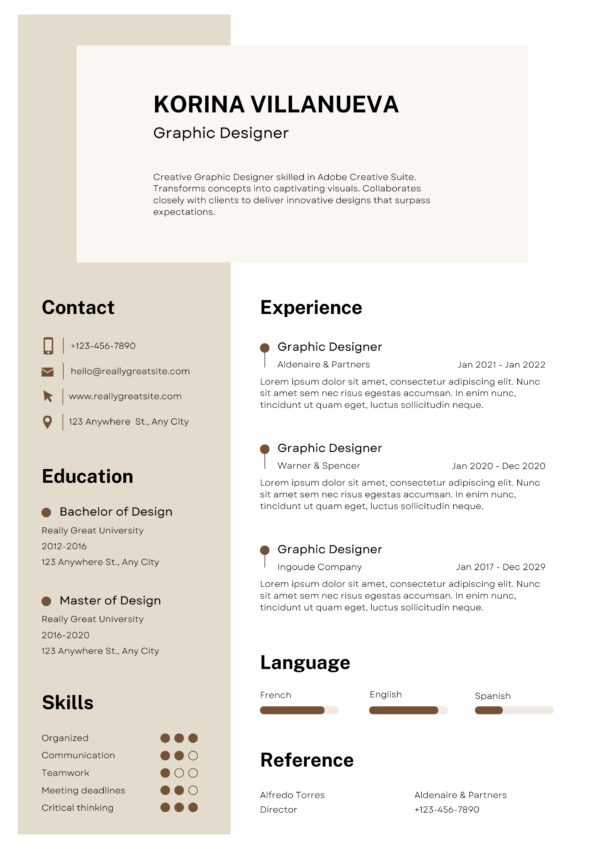 KORINA VILLANUEVA
Graphic Designer
Creative Graphic Designer skilled in Adobe Creative Suite.
Transforms concepts into captivating visuals. Collaborates
closely with clients to deliver innovative designs that surpass
expectations.
Contact
+123-456-7890
hello@reallygreatsite.com
www.reallygreatsite.com
123 Anywhere St., Any City
Education
Bachelor of Design
Really Great University
2012-2016
123 Anywhere St., Any City
Master of Design
Really Great University
2016-2020
123 Anywhere St., Any City
Skills
Organized
Communication
Teamwork
Meeting deadlines
Critical thinking
Experience
Graphic Designer
Aldenaire & Partners Jan 2021 - Jan 2022
Lorem ipsum dolor sit amet, consectetur adipiscing elit. Nunc
sit amet sem nec risus egestas accumsan. In enim nunc,
tincidunt ut quam eget, luctus sollicitudin neque.
Graphic Designer
Warner & Spencer Jan 2020 - Dec 2020
Lorem ipsum dolor sit amet, consectetur adipiscing elit. Nunc
sit amet sem nec risus egestas accumsan. In enim nunc,
tincidunt ut quam eget, luctus sollicitudin neque.
Graphic Designer
Ingoude Company Jan 2017 - Dec 2029
Lorem ipsum dolor sit amet, consectetur adipiscing elit. Nunc
sit amet sem nec risus egestas accumsan. In enim nunc,
tincidunt ut quam eget, luctus sollicitudin neque.
Language
French English Spanish
Reference
Alfredo Torres Aldenaire & Partners
Director +123-456-7890